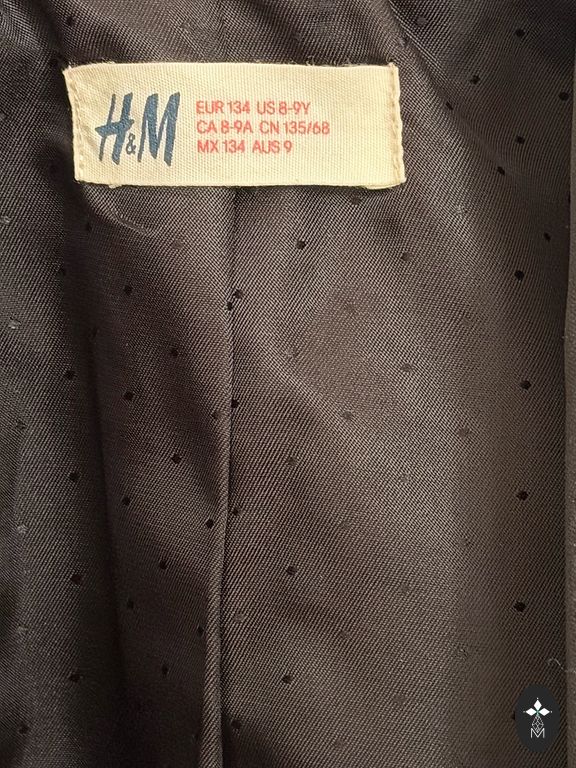 H&M
EUR 134 US 8-9Y
CA 8-9A CN 135/68
MX 134 AUS 9